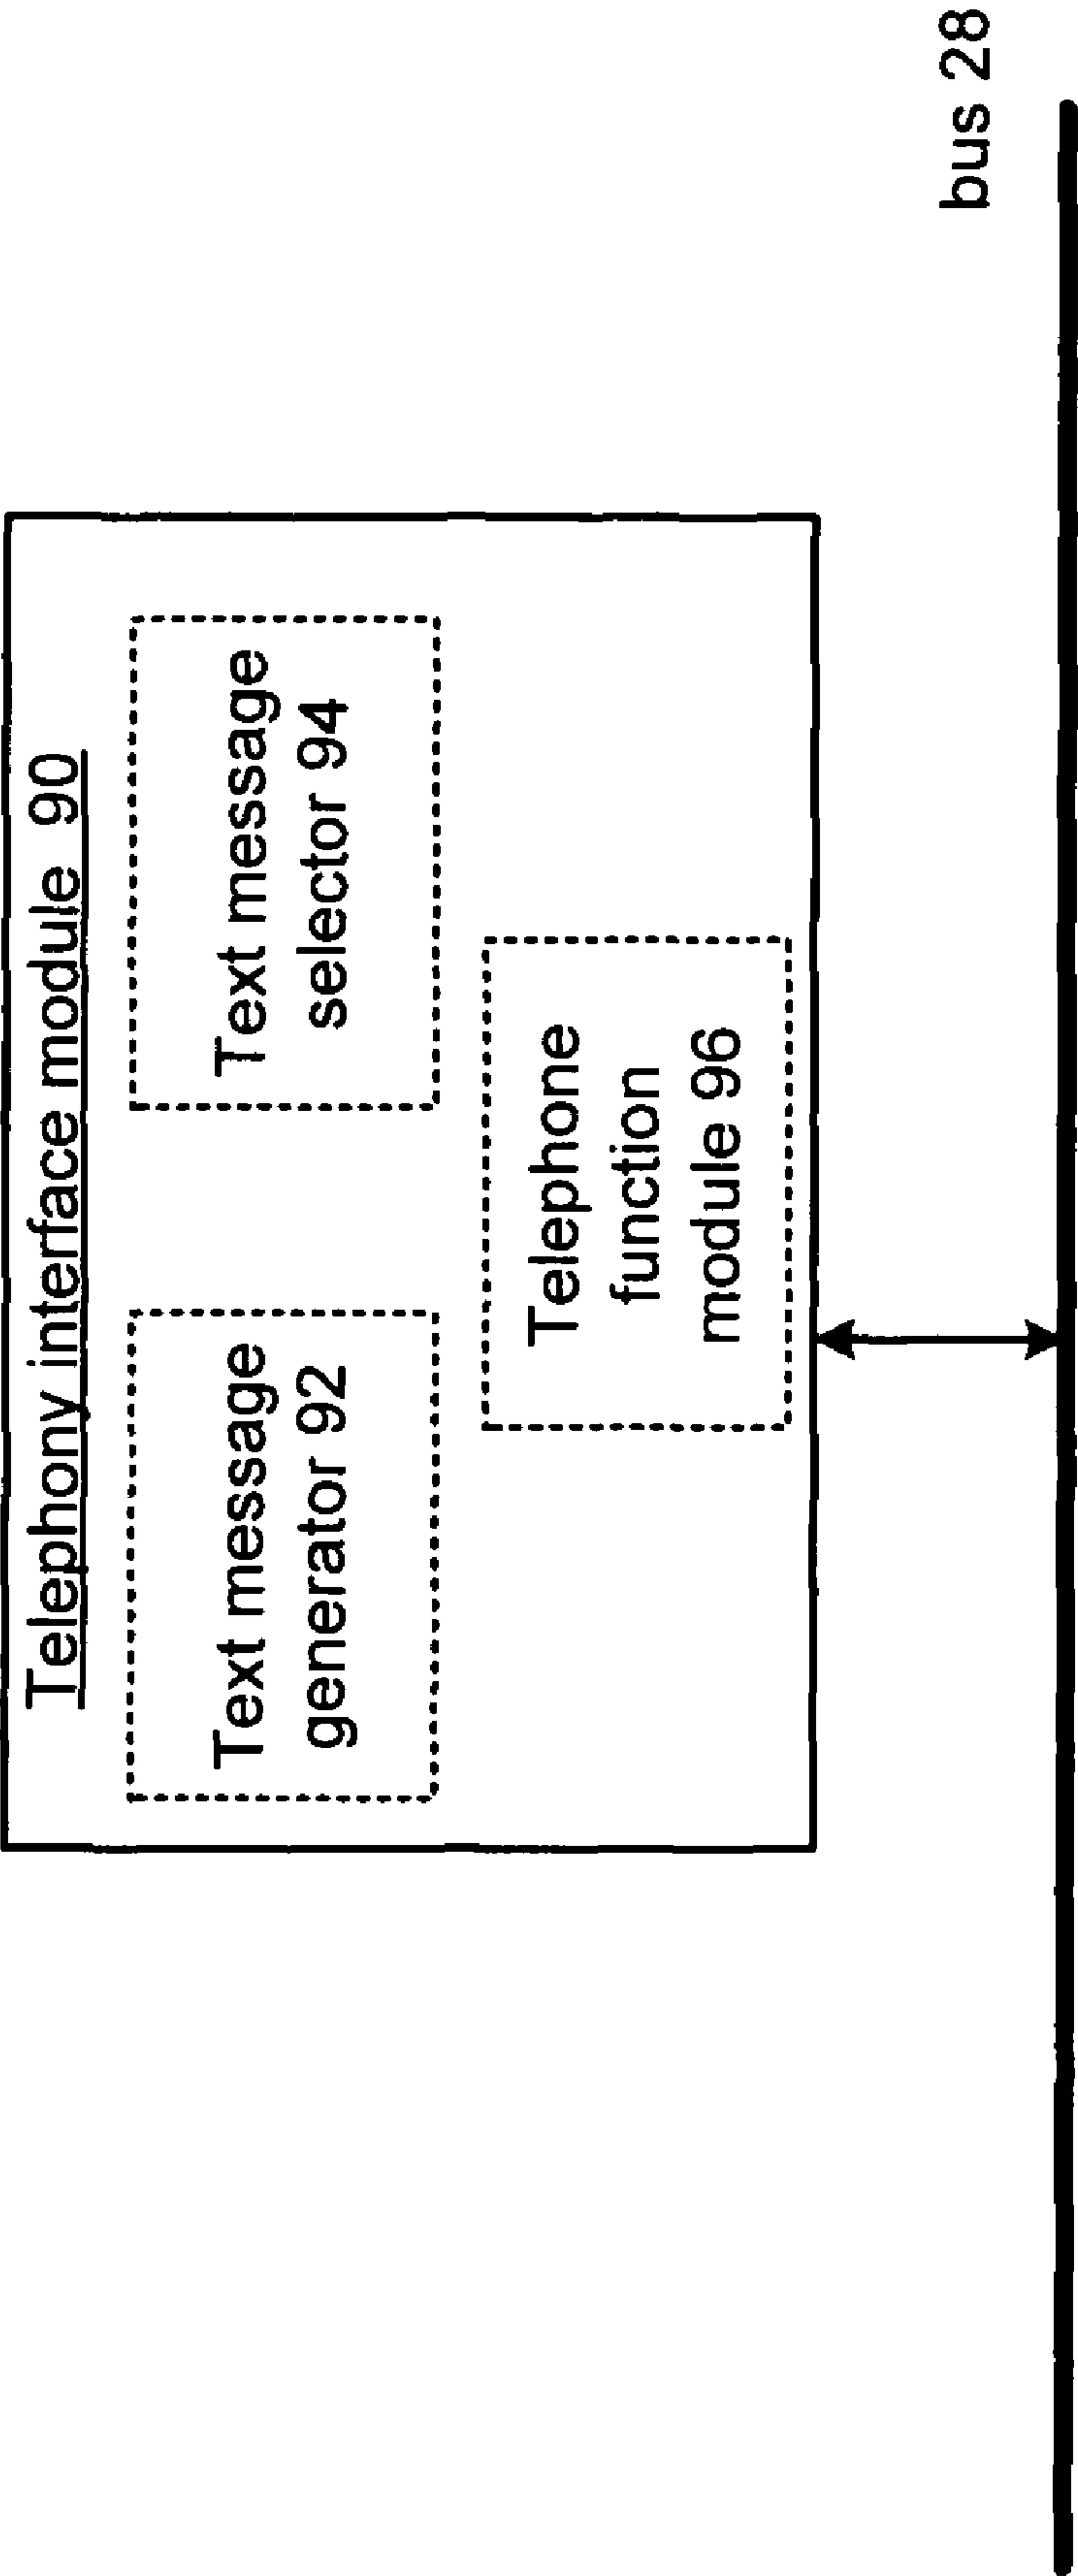 Telephony interface module 90
Text message
generator 92
Text message
selector 94
Telephone
function
module 96
bus 28